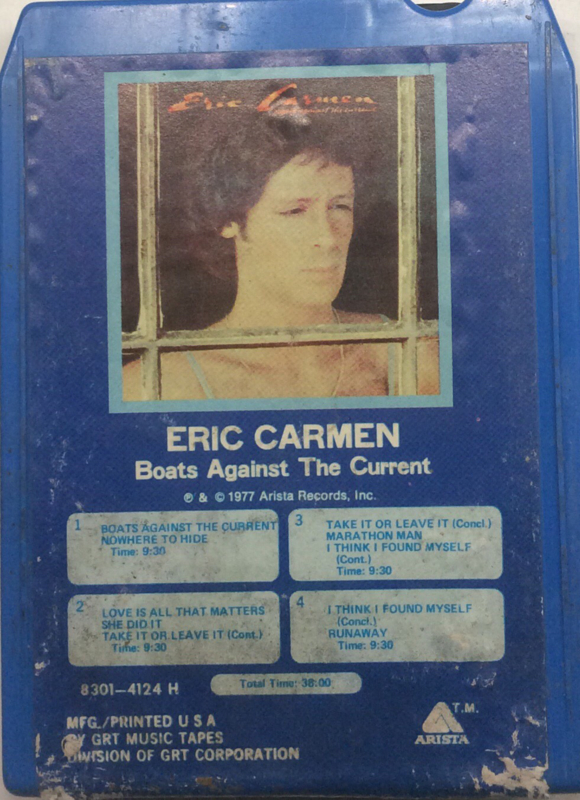 Eric Carmen
ERIC CARMEN
Boats Against The Current
℗ & © 1977 Arista Records, Inc.
1
BOATS AGAINST THE CURRENT
NOWHERE TO HIDE
Time: 9:30
2
LOVE IS ALL THAT MATTERS
SHE DID IT
TAKE IT OR LEAVE IT (Cont.)
Time: 9:30
3
TAKE IT OR LEAVE IT (Concl.)
MARATHON MAN
I THINK I FOUND MYSELF
(Cont.)
Time: 9:30
4
I THINK I FOUND MYSELF
(Concl.)
RUNAWAY
Time: 9:30
Total Time: 38:00
8301-4124 H
MFG./PRINTED U S A
BY GRT MUSIC TAPES
DIVISION OF GRT CORPORATION
T.M.
ARISTA